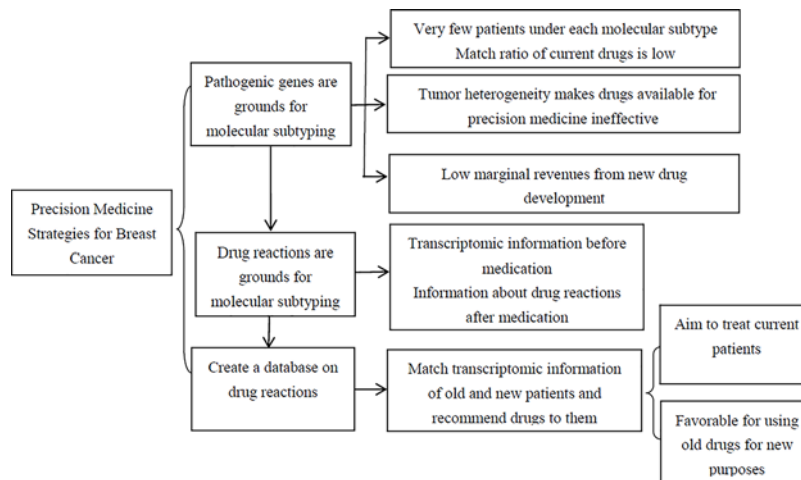 Very few patients under each molecular subtype
Match ratio of current drugs is low
Pathogenic genes are
grounds for
molecular subtyping
Tumor heterogeneity makes drugs available for
precision medicine ineffective
Low marginal revenues from new drug
development
Precision Medicine
Strategies for Breast
Cancer
Drug reactions are
grounds for
molecular subtyping
Transcriptomic information before
medication
Information about drug reactions
after medication
Create a database on
drug reactions
Match transcriptomic information
of old and new patients and
recommend drugs to them
Aim to treat current
patients
Favorable for using
old drugs for new
purposes